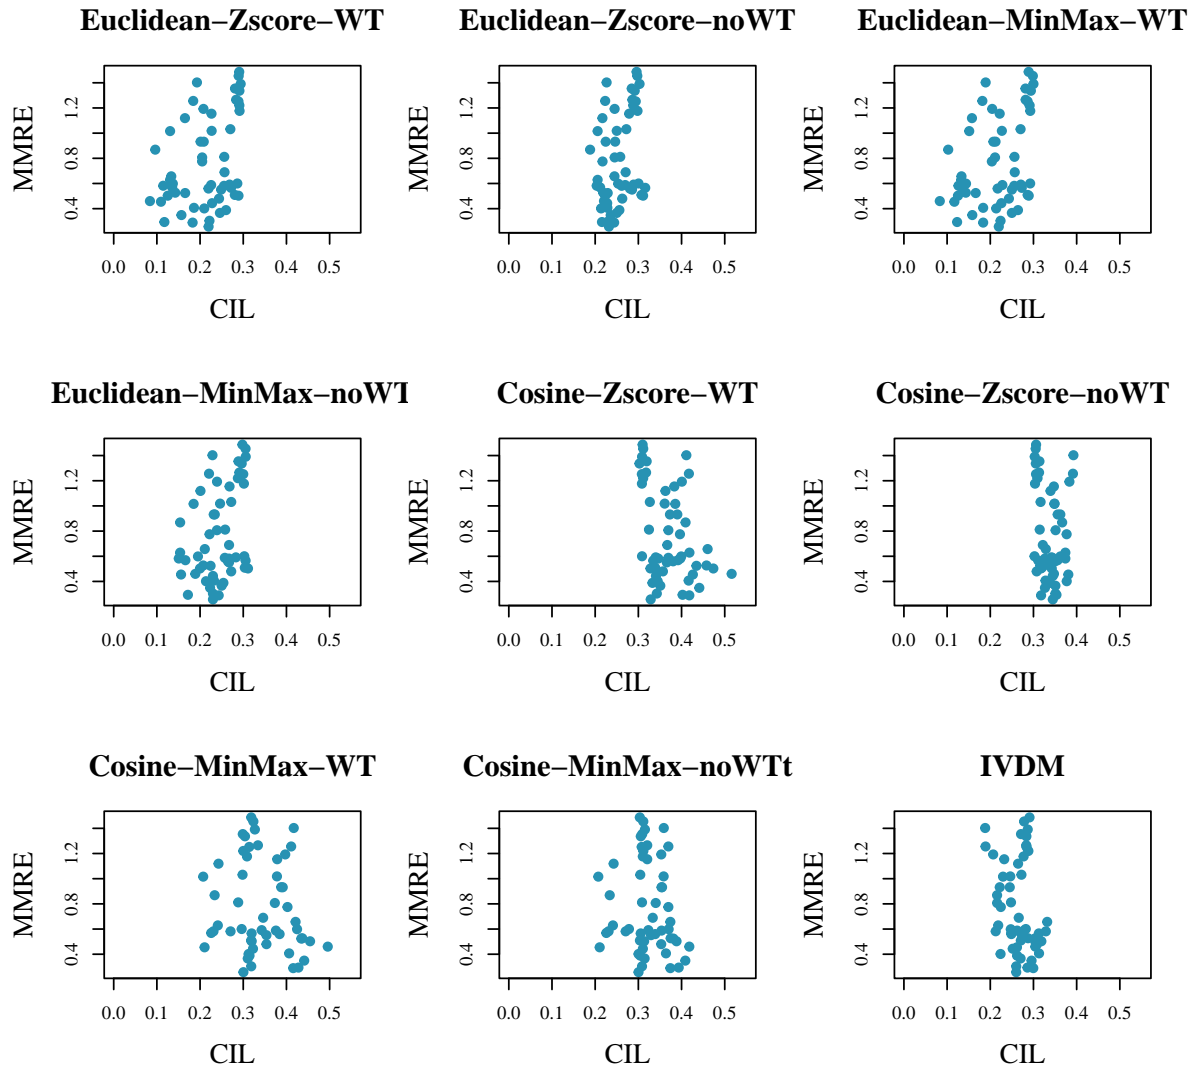 Euclidean−Zscore−WT
Euclidean−Zscore−noWT
Euclidean−MinMax−WT
MMRE
0.4 0.8 1.2
0.0 0.1 0.2 0.3 0.4 0.5
CIL
MMRE
0.4 0.8 1.2
0.0 0.1 0.2 0.3 0.4 0.5
CIL
MMRE
0.4 0.8 1.2
0.0 0.1 0.2 0.3 0.4 0.5
CIL
Euclidean−MinMax−noWT
Cosine−Zscore−WT
Cosine−Zscore−noWT
MMRE
0.4 0.8 1.2
0.0 0.1 0.2 0.3 0.4 0.5
CIL
MMRE
0.4 0.8 1.2
0.0 0.1 0.2 0.3 0.4 0.5
CIL
MMRE
0.4 0.8 1.2
0.0 0.1 0.2 0.3 0.4 0.5
CIL
Cosine−MinMax−WT
Cosine−MinMax−noWTt
IVDM
MMRE
0.4 0.8 1.2
0.0 0.1 0.2 0.3 0.4 0.5
CIL
MMRE
0.4 0.8 1.2
0.0 0.1 0.2 0.3 0.4 0.5
CIL
MMRE
0.4 0.8 1.2
0.0 0.1 0.2 0.3 0.4 0.5
CIL